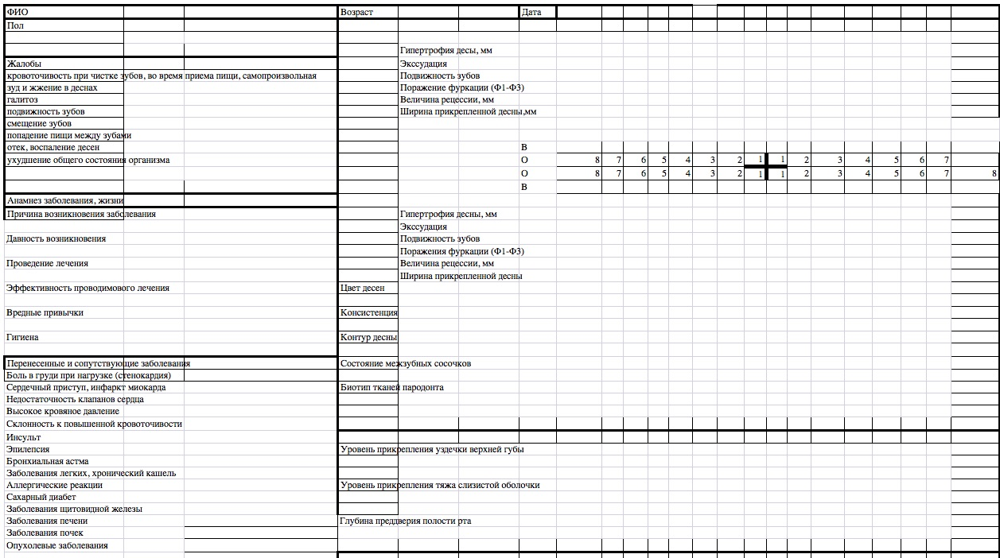 ФИО
Пол
Жалобы
кровоточивость при чистке зубов, во время приема пищи, самопроизвольная
зуд и жжение в деснах
галитоз
подвижность зубов
смещение зубов
попадение пищи между зубами
отек, воспаление десен
ухудшение общего состояния организма
Анамнез заболевания, жизни
Причина возникновения заболевания
Давность возникновения
Проведение лечения
Эффективность проводимового лечения
Вредные привычки
Гигиена
Перенесенные и сопутствующие заболевания
Боль в груди при нагрузке (стенокардия)
Сердечный приступ, инфаркт миокарда
Недостаточность клапанов сердца
Высокое кровяное давление
Склонность к повышенной кровоточивости
Инсульт
Эпилепсия
Бронхиальная астма
Заболевания легких, хронический кашель
Аллергические реакции
Сахарный диабет
Заболевания щитовидной железы
Заболевания печени
Заболевания почек
Опухолевые заболевания
Возраст Дата
Гипертрофия десы, мм
Экссудация
Подвижность зубов
Поражение фуркации (Ф1-Ф3)
Величина рецессии, мм
Ширина прикрепленной десны,мм
В
О 8 7 6 5 4 3 2 1 1 2 3 4 5 6 7
О 8 7 6 5 4 3 2 1 1 2 3 4 5 6 7 8
В
Гипертрофия десны, мм
Экссудация
Подвижность зубов
Поражения фуркации (Ф1-Ф3)
Величина рецессии, мм
Ширина прикрепленной десны
Цвет десен
Консистенция
Контур десны
Состояние межзубных сосочков
Биотип тканей пародонта
Уровень прикрепления уздечки верхней губы
Уровень прикрепления тяжа слизистой оболочки
Глубина преддверия полости рта